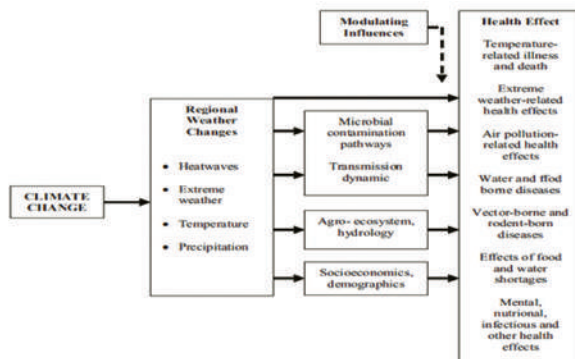 Modulating
Influences
Health Effect
Temperature-
related illness
and death
Extreme
weather-related
health effects
Air pollution-
related health
effects
Water and ffod
borne diseases
Vector-borne and
rodent-born
diseases
Effects of food
and water
shortages
Mental,
nutritional,
infectious and
other health
effects
Regional
Weather
Changes
• Heatwaves
• Extreme
weather
• Temperature
• Precipitation
Microbial
contamination
pathways
Transmission
dynamic
Agro- ecosystem,
hydrology
Socioeconomics,
demographics
CLIMATE
CHANGE